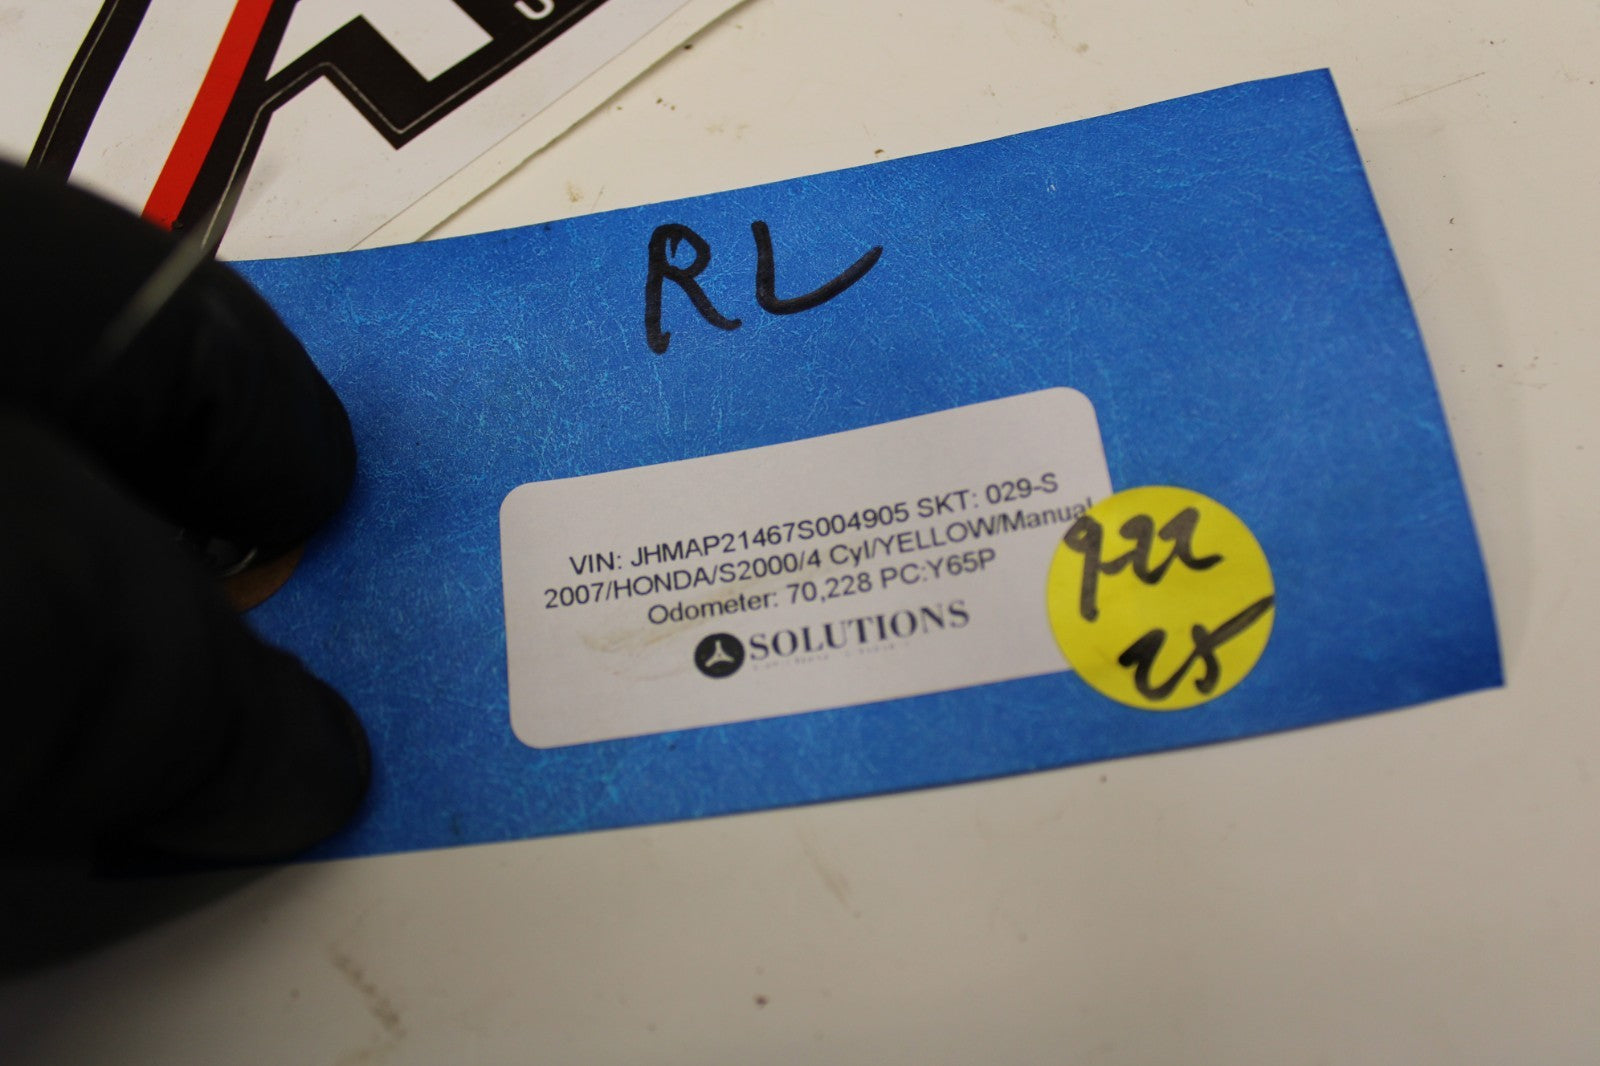 RL
VIN: JHMAP21467S004905 SKT: 029-S
2007/HONDA/S2000/4 Cyl/YELLOW/Manual
Odometer: 70,228 PC:Y65P
SOLUTIONS
922
25